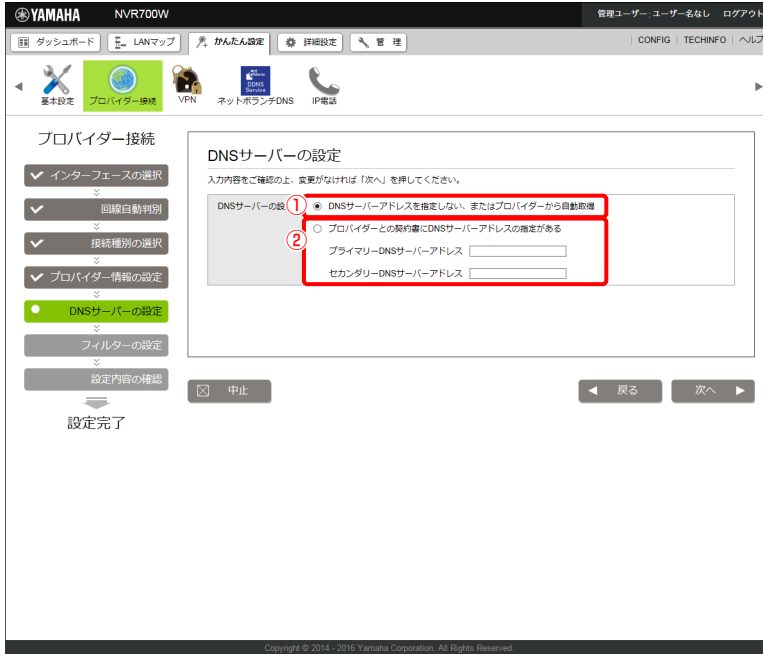 YAMAHA NVR700W 管理ユーザー:ユーザー名なし ログアウト
ダッシュボード LANマップ かんたん設定 詳細設定 管 理 CONFIG | TECHINFO | ヘルプ
基本設定 プロバイダー接続 VPN ネットボランチDNS IP電話
DDNS
Service
プロバイダー接続
インターフェースの選択
回線自動判別
接続種別の選択
プロバイダー情報の設定
DNSサーバーの設定
フィルターの設定
設定内容の確認
設定完了
DNSサーバーの設定
入力内容をご確認の上、変更がなければ「次へ」を押してください。
DNSサーバーの設
① DNSサーバーアドレスを指定しない、またはプロバイダーから自動取得
② プロバイダーとの契約書にDNSサーバーアドレスの指定がある
プライマリーDNSサーバーアドレス
セカンダリーDNSサーバーアドレス
中止 戻る 次へ
Copyright © 2014 - 2016 Yamaha Corporation. All Rights Reserved.